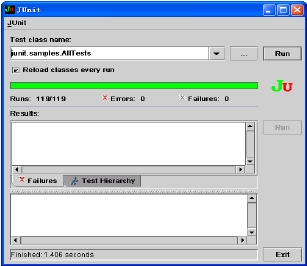 JUnit
JUnit
Test class name:
junit.samples.AllTests
...
Run
Reload classes every run
JU
Runs: 119/119
X Errors: 0
X Failures: 0
Results:
Run
X Failures
Test Hierarchy
Finished: 1.406 seconds
Exit